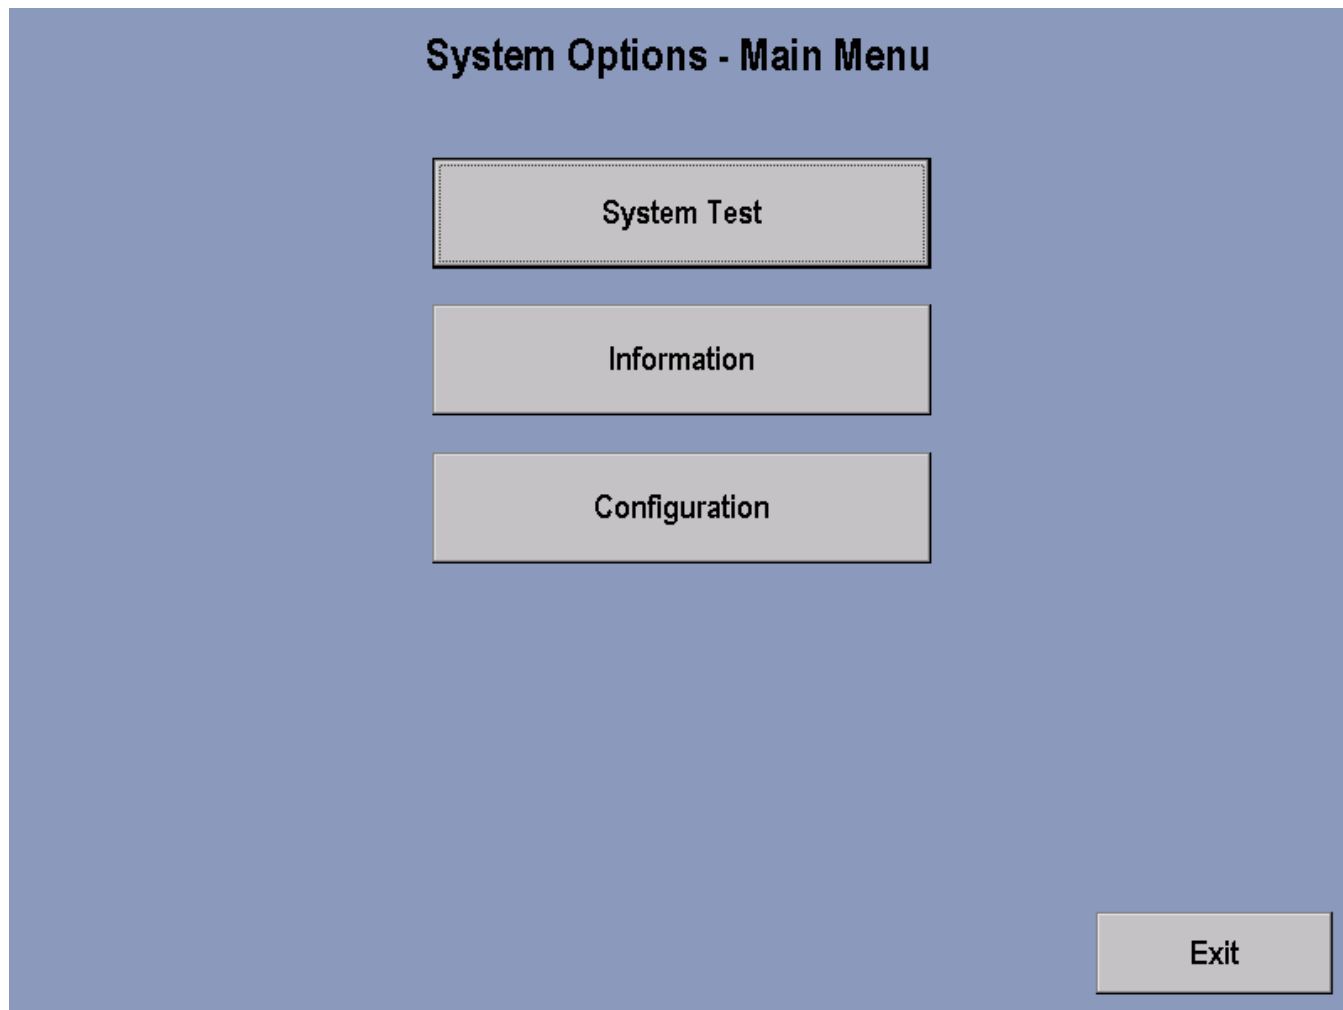 System Options - Main Menu
System Test
Information
Configuration
Exit